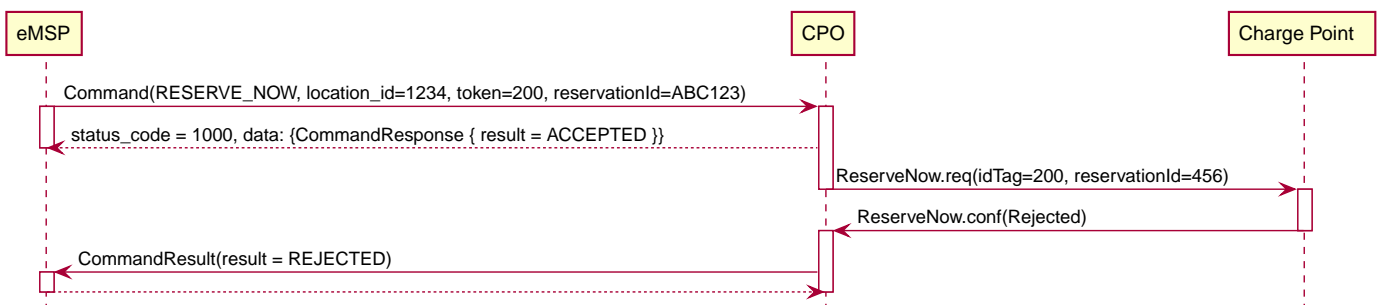 eMSP
CPO
Charge Point
Command(RESERVE_NOW, location_id=1234, token=200, reservationId=ABC123)
status_code = 1000, data: {CommandResponse { result = ACCEPTED }}
ReserveNow.req(idTag=200, reservationId=456)
ReserveNow.conf(Rejected)
CommandResult(result = REJECTED)